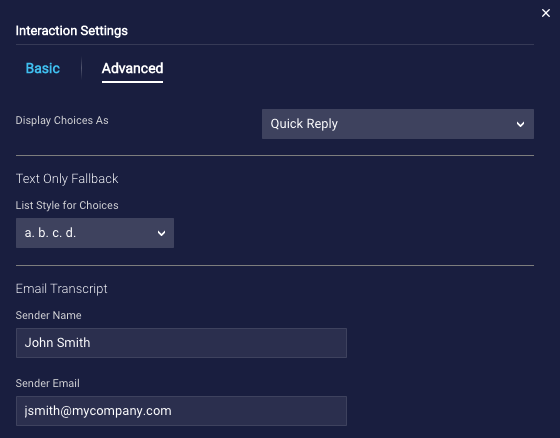 Interaction Settings
Basic
Advanced
Display Choices As
Quick Reply
Text Only Fallback
List Style for Choices
a. b. c. d.
Email Transcript
Sender Name
John Smith
Sender Email
jsmith@mycompany.com